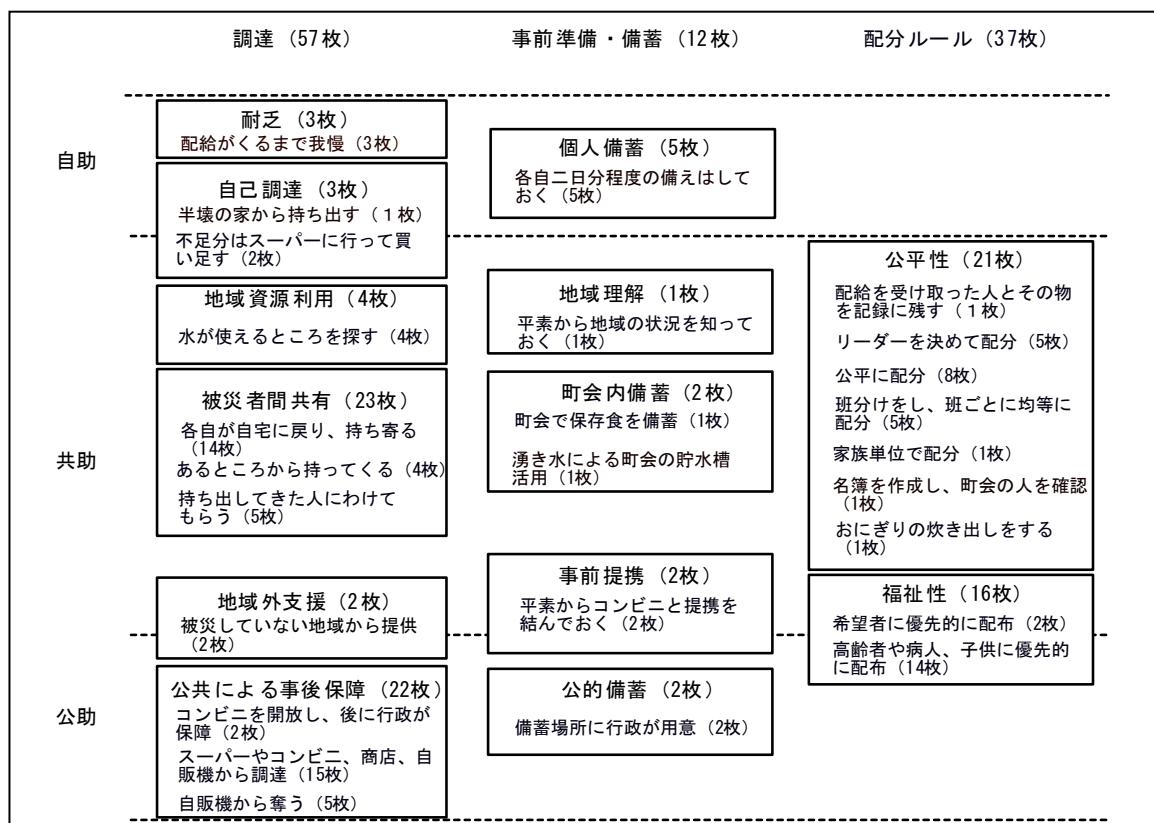 調達（57枚）
事前準備・備蓄（12枚）
配分ルール（37枚）
自助
耐乏（3枚）
配給がくるまで我慢（3枚）
自己調達（3枚）
半壊の家から持ち出す（１枚）
不足分はスーパーに行って買
い足す（2枚）
個人備蓄（5枚）
各自二日分程度の備えはして
おく（5枚）
共助
地域資源利用（4枚）
水が使えるところを探す（4枚）
被災者間共有（23枚）
各自が自宅に戻り、持ち寄る
（14枚）
あるところから持ってくる（4枚）
持ち出してきた人にわけて
もらう（5枚）
地域外支援（2枚）
被災していない地域から提供
（2枚）
地域理解（1枚）
平素から地域の状況を知って
おく（1枚）
町会内備蓄（2枚）
町会で保存食を備蓄（1枚）
湧き水による町会の貯水槽
活用（1枚）
事前提携（2枚）
平素からコンビニと提携を
結んでおく（2枚）
公平性（21枚）
配給を受け取った人とその物
を記録に残す（１枚）
リーダーを決めて配分（5枚）
公平に配分（8枚）
班分けをし、班ごとに均等に
配分（5枚）
家族単位で配分（1枚）
名簿を作成し、町会の人を確認
（1枚）
おにぎりの炊き出しをする
（1枚）
福祉性（16枚）
希望者に優先的に配布（2枚）
高齢者や病人、子供に優先的
に配布（14枚）
公助
公共による事後保障（22枚）
コンビニを開放し、後に行政が
保障（2枚）
スーパーやコンビニ、商店、自
販機から調達（15枚）
自販機から奪う（5枚）
公的備蓄（2枚）
備蓄場所に行政が用意（2枚）